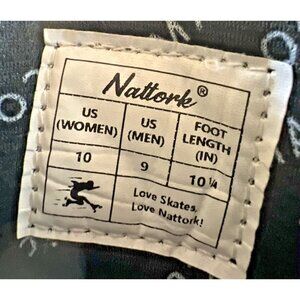 Nattork®
US (WOMEN) US (MEN) FOOT LENGTH (IN)
10 9 10 ¼
Love Skates,
Love Nattork!